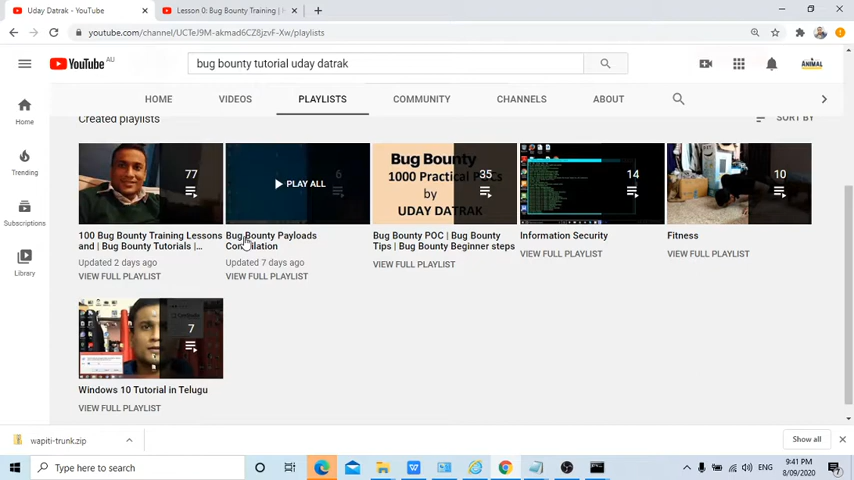 Uday Datrak - YouTube
Lesson 0: Bug Bounty Training |
youtube.com/channel/UCTeJ9M-akmad6CZ8jzvF-Xw/playlists
YouTube AU
bug bounty tutorial uday datrak
ANIMAL
HOME VIDEOS PLAYLISTS COMMUNITY CHANNELS ABOUT
Home
Trending
Subscriptions
Library
Created playlists
SORT BY
77
PLAY ALL
6
Bug Bounty
1000 Practical
by
UDAY DATRAK
35
14
10
100 Bug Bounty Training Lessons
and | Bug Bounty Tutorials |...
Updated 2 days ago
VIEW FULL PLAYLIST
Bug Bounty Payloads
Updated 7 days ago
VIEW FULL PLAYLIST
Bug Bounty POC | Bug Bounty
Tips | Bug Bounty Beginner steps
VIEW FULL PLAYLIST
Information Security
VIEW FULL PLAYLIST
Fitness
VIEW FULL PLAYLIST
7
Windows 10 Tutorial in Telugu
VIEW FULL PLAYLIST
wapiti-trunk.zip
Show all
Type here to search
ENG
9:41 PM
8/09/2020